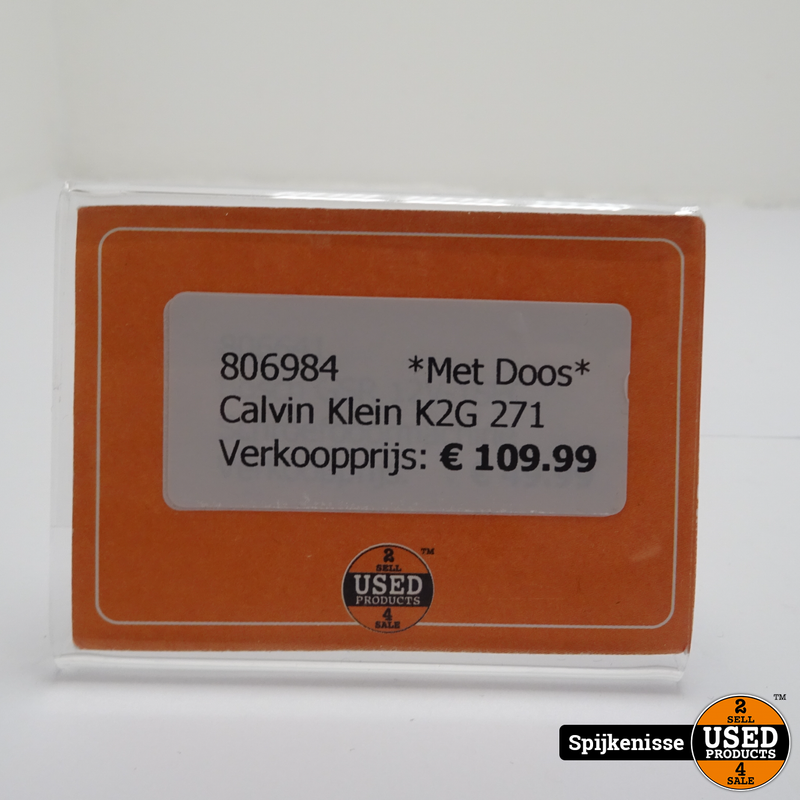 806984 *Met Doos*
Calvin Klein K2G 271
Verkoopprijs: € 109.99
2
SELL
USED
PRODUCTS
4
SALE
TM
Spijkenisse
2
SELL
USED
PRODUCTS
4
SALE
TM